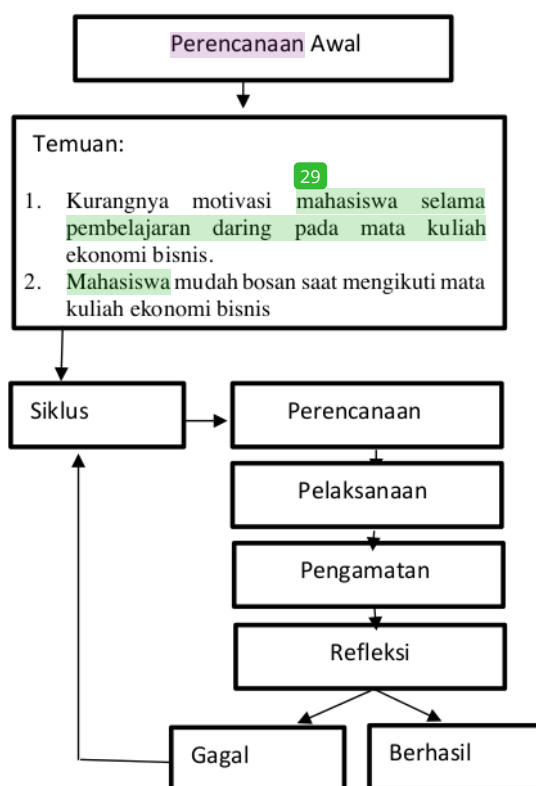 Perencanaan Awal
Temuan:
29
1. Kurangnya motivasi mahasiswa selama
pembelajaran daring pada mata kuliah
ekonomi bisnis.
2. Mahasiswa mudah bosan saat mengikuti mata
kuliah ekonomi bisnis
Siklus
Perencanaan
Pelaksanaan
Pengamatan
Refleksi
Gagal
Berhasil